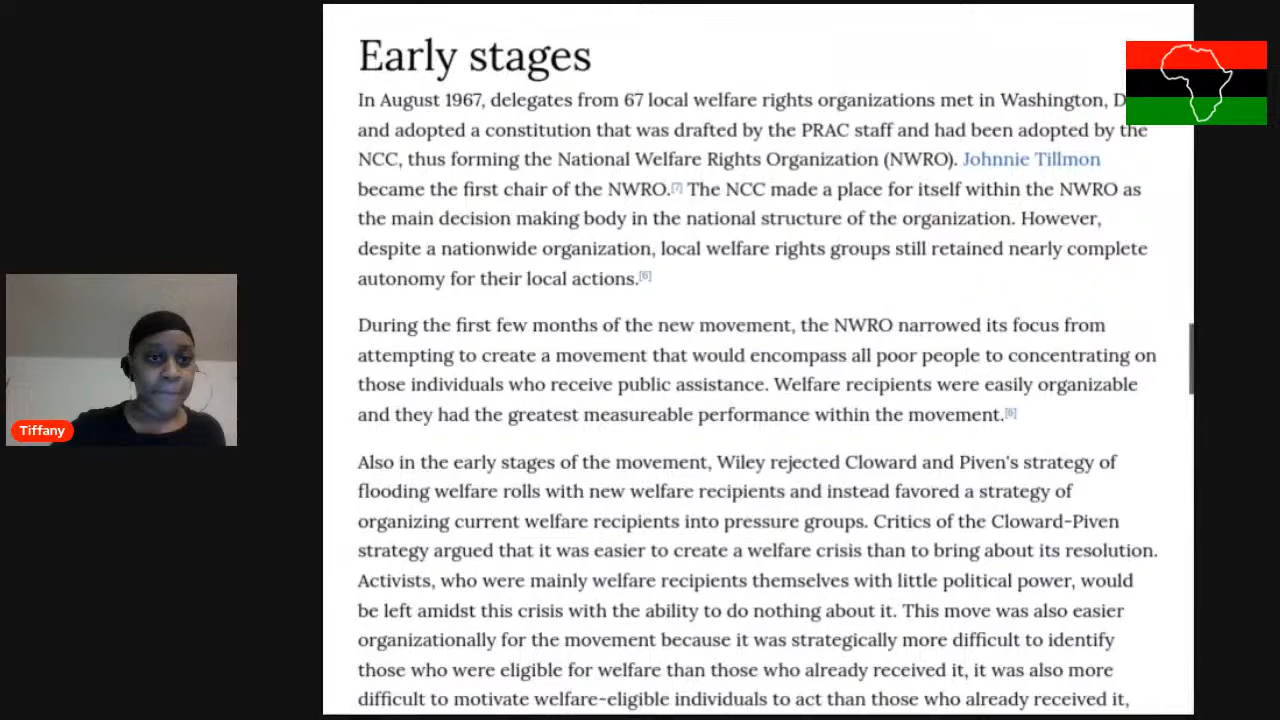 Early stages
In August 1967, delegates from 67 local welfare rights organizations met in Washington, D
and adopted a constitution that was drafted by the PRAC staff and had been adopted by the
NCC, thus forming the National Welfare Rights Organization (NWRO). Johnnie Tillmon
became the first chair of the NWRO.[7] The NCC made a place for itself within the NWRO as
the main decision making body in the national structure of the organization. However,
despite a nationwide organization, local welfare rights groups still retained nearly complete
autonomy for their local actions.[6]
During the first few months of the new movement, the NWRO narrowed its focus from
attempting to create a movement that would encompass all poor people to concentrating on
those individuals who receive public assistance. Welfare recipients were easily organizable
and they had the greatest measureable performance within the movement.[6]
Also in the early stages of the movement, Wiley rejected Cloward and Piven's strategy of
flooding welfare rolls with new welfare recipients and instead favored a strategy of
organizing current welfare recipients into pressure groups. Critics of the Cloward-Piven
strategy argued that it was easier to create a welfare crisis than to bring about its resolution.
Activists, who were mainly welfare recipients themselves with little political power, would
be left amidst this crisis with the ability to do nothing about it. This move was also easier
organizationally for the movement because it was strategically more difficult to identify
those who were eligible for welfare than those who already received it, it was also more
difficult to motivate welfare-eligible individuals to act than those who already received it,
Tiffany